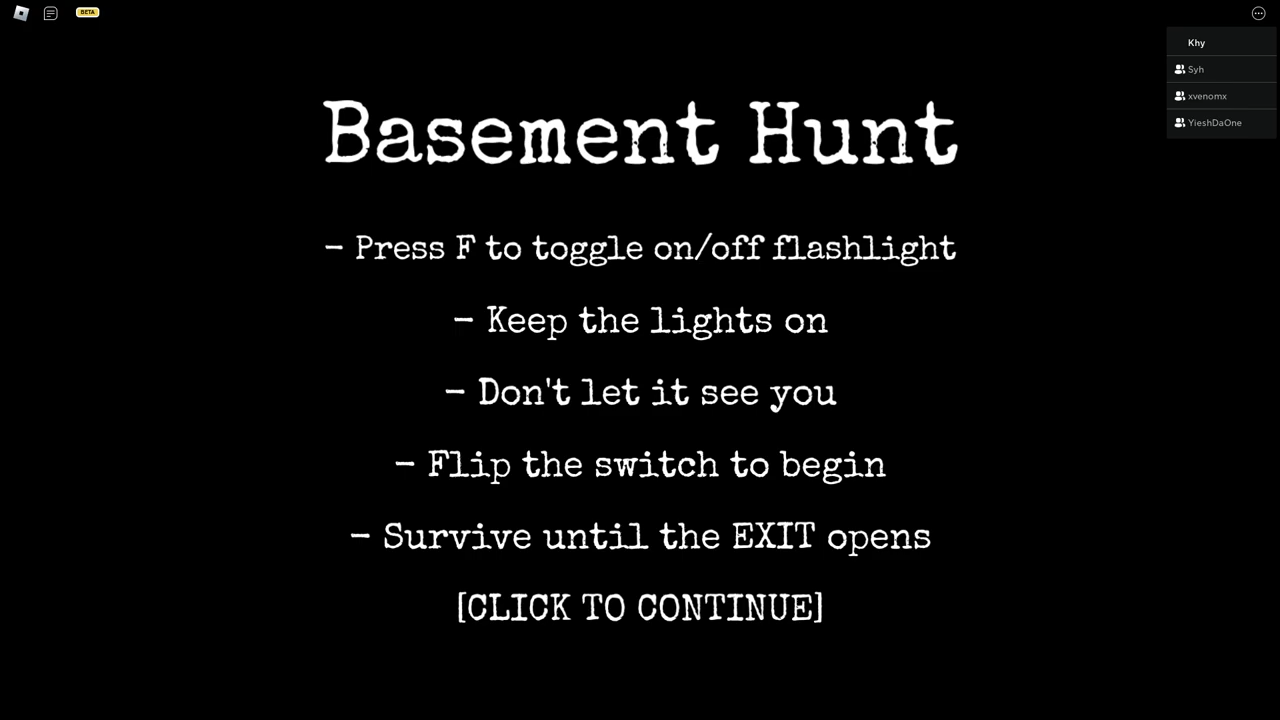 BETA
Khy
Syh
xvenomx
YieshDaOne
Basement Hunt
- Press F to toggle on/off flashlight
- Keep the lights on
- Don't let it see you
- Flip the switch to begin
- Survive until the EXIT opens
[CLICK TO CONTINUE]